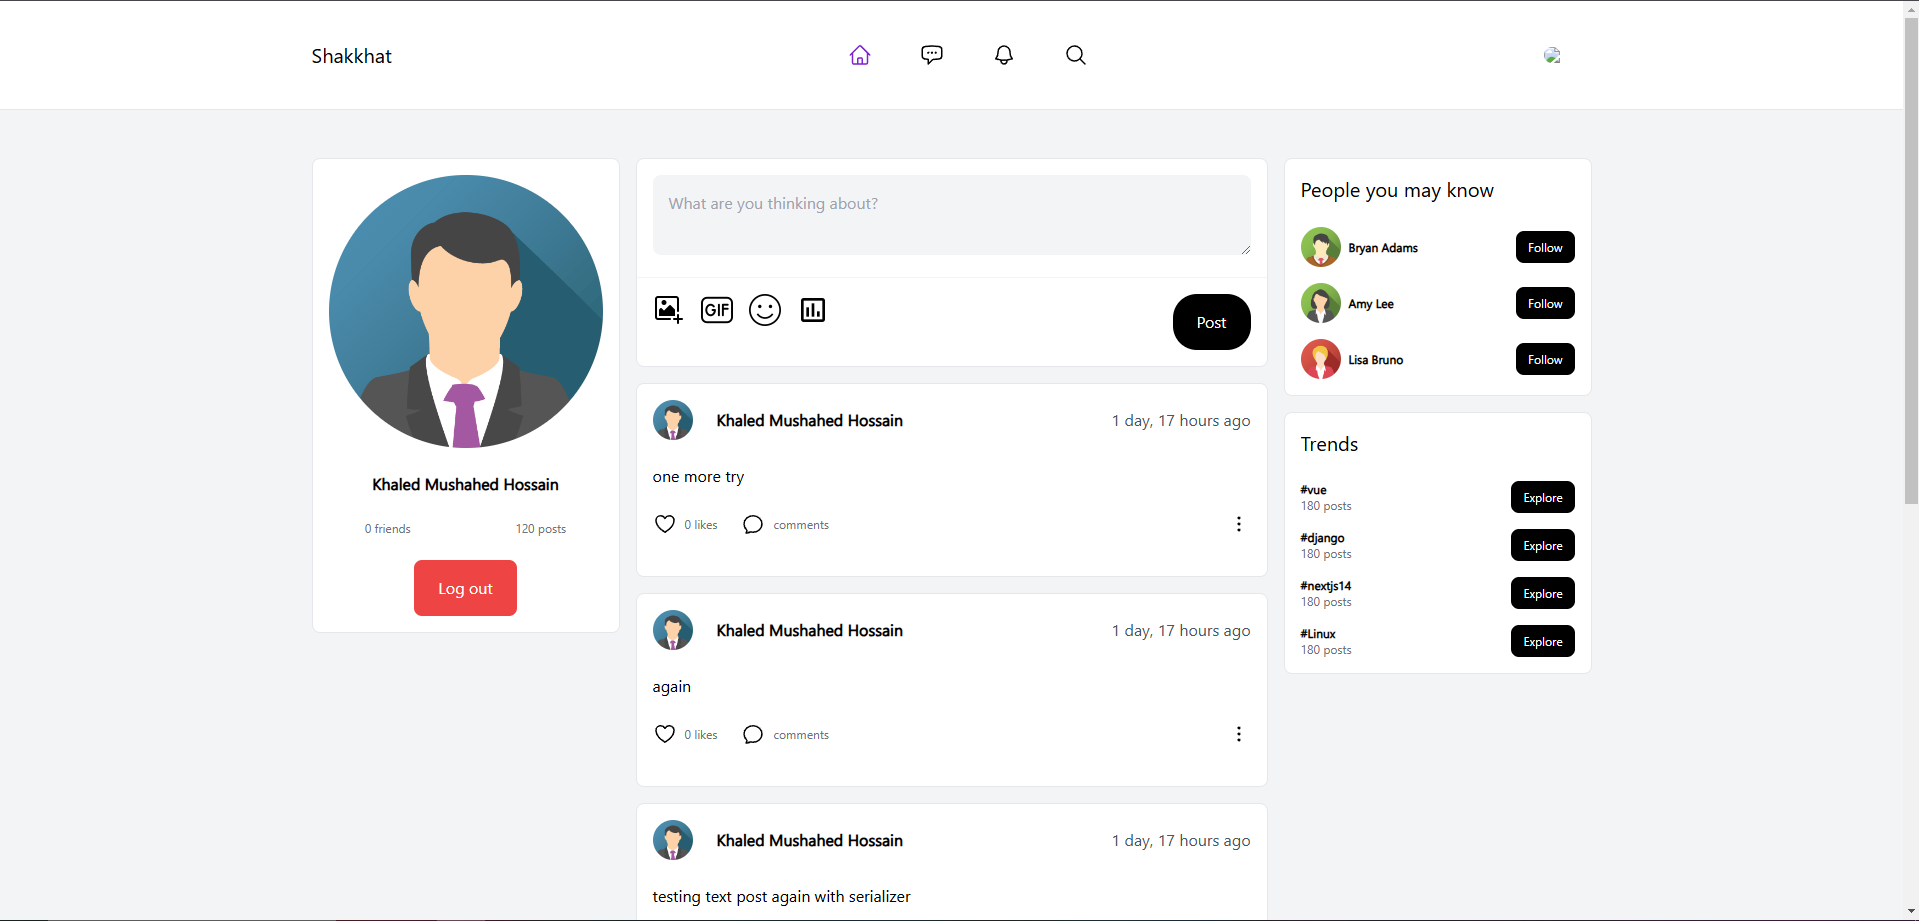 Shakkhat
Khaled Mushahed Hossain
0 friends
120 posts
Log out
What are you thinking about?
GIF
Post
Khaled Mushahed Hossain
1 day, 17 hours ago
one more try
0 likes
comments
Khaled Mushahed Hossain
1 day, 17 hours ago
again
0 likes
comments
Khaled Mushahed Hossain
1 day, 17 hours ago
testing text post again with serializer
People you may know
Bryan Adams
Follow
Amy Lee
Follow
Lisa Bruno
Follow
Trends
#vue
180 posts
Explore
#django
180 posts
Explore
#nextjs14
180 posts
Explore
#Linux
180 posts
Explore